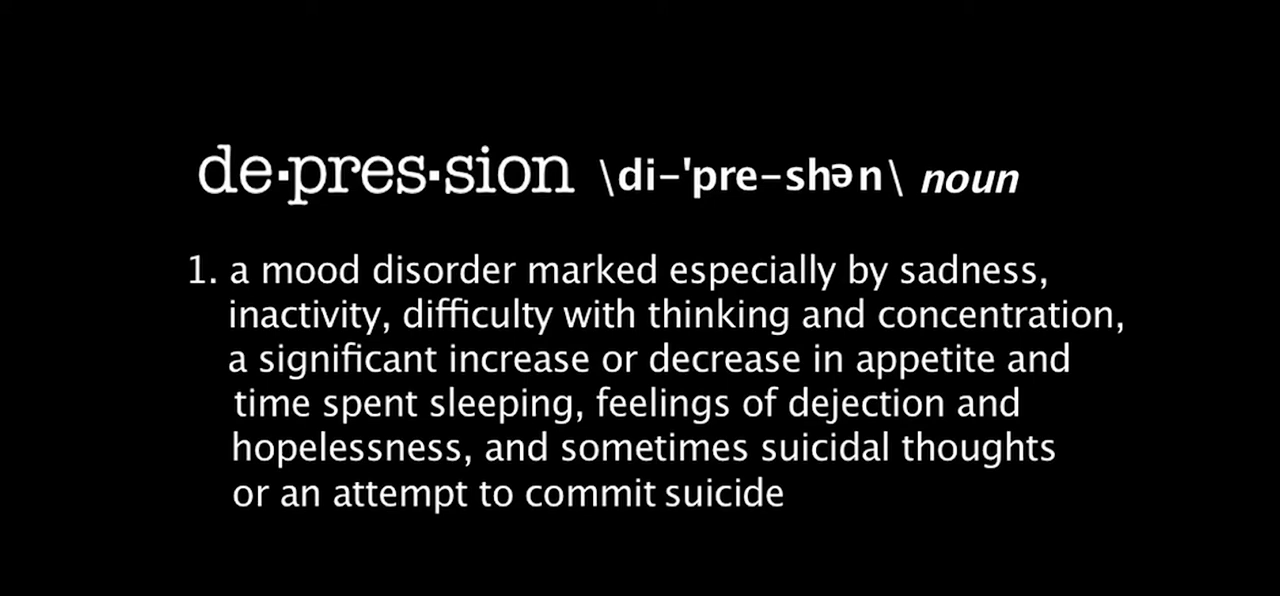 de·pres·sion \di-ˈpre-shən\ noun
1. a mood disorder marked especially by sadness,
inactivity, difficulty with thinking and concentration,
a significant increase or decrease in appetite and
time spent sleeping, feelings of dejection and
hopelessness, and sometimes suicidal thoughts
or an attempt to commit suicide